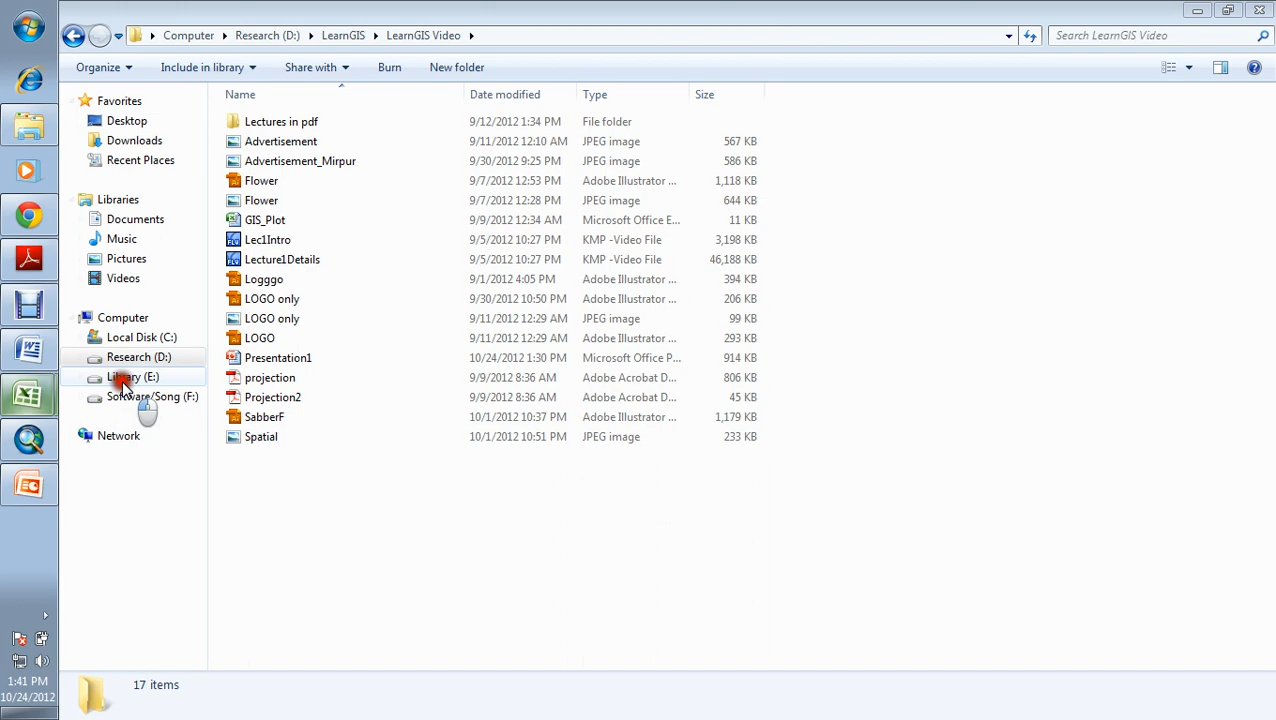 Computer Research (D:) LearnGIS LearnGIS Video Search LearnGIS Video
Organize Include in library Share with Burn New folder
Favorites
Desktop
Downloads
Recent Places
Libraries
Documents
Music
Pictures
Videos
Computer
Local Disk (C:)
Research (D:)
Library (E:)
Software/Song (F:)
Network
Name Date modified Type Size
Lectures in pdf 9/12/2012 1:34 PM File folder
Advertisement 9/11/2012 12:10 AM JPEG image 567 KB
Advertisement_Mirpur 9/30/2012 9:25 PM JPEG image 586 KB
Flower 9/7/2012 12:53 PM Adobe Illustrator ... 1,118 KB
Flower 9/7/2012 12:28 PM JPEG image 644 KB
GIS_Plot 9/9/2012 12:34 AM Microsoft Office E... 11 KB
Lec1Intro 9/5/2012 10:27 PM KMP -Video File 3,198 KB
Lecture1Details 9/5/2012 10:27 PM KMP -Video File 46,188 KB
Logggo 9/1/2012 4:05 PM Adobe Illustrator ... 394 KB
LOGO only 9/30/2012 10:50 PM Adobe Illustrator ... 206 KB
LOGO only 9/11/2012 12:29 AM JPEG image 99 KB
LOGO 9/11/2012 12:29 AM Adobe Illustrator ... 293 KB
Presentation1 10/24/2012 1:30 PM Microsoft Office P... 914 KB
projection 9/9/2012 8:36 AM Adobe Acrobat D... 806 KB
Projection2 9/9/2012 8:36 AM Adobe Acrobat D... 45 KB
SabberF 10/1/2012 10:37 PM Adobe Illustrator ... 1,179 KB
Spatial 10/1/2012 10:51 PM JPEG image 233 KB
17 items
1:41 PM
10/24/2012